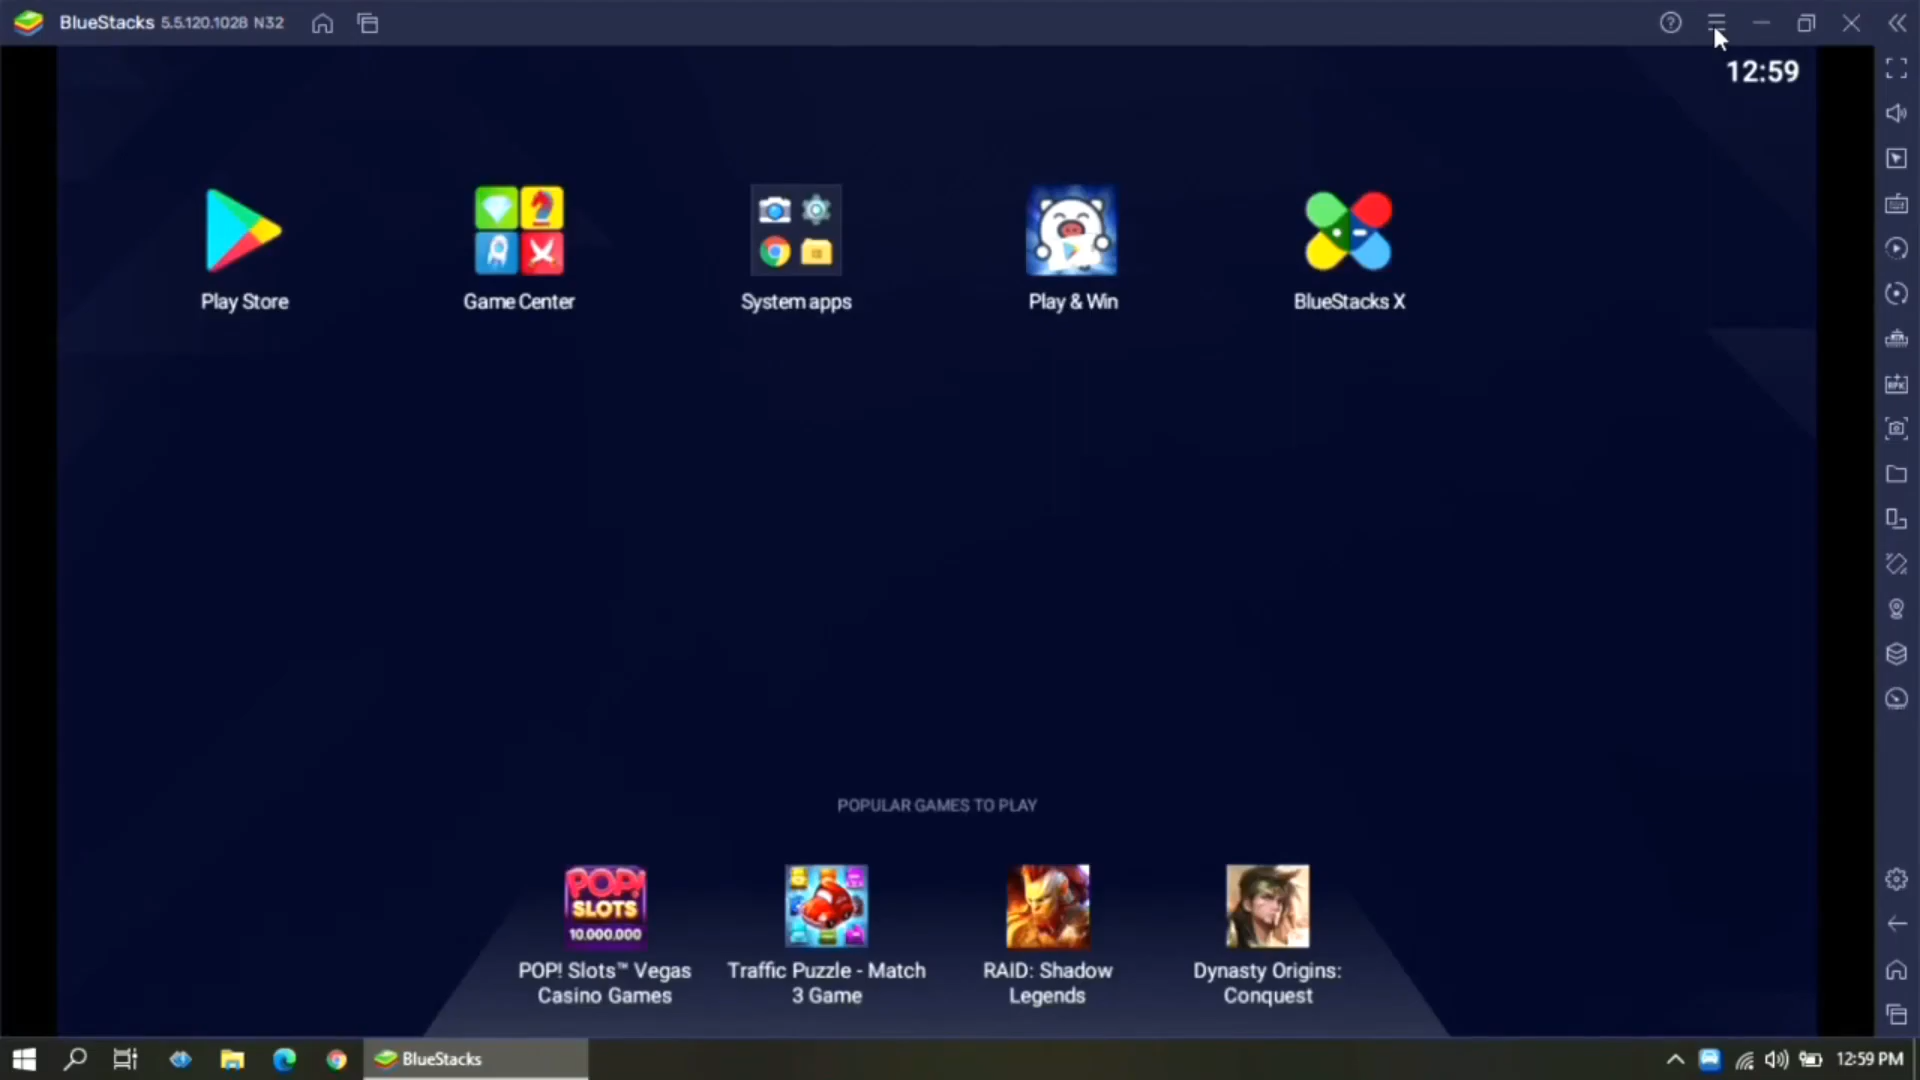 BlueStacks 5.5.120.1028 N32
12:59
Play Store
Game Center
System apps
Play & Win
BlueStacks X
POPULAR GAMES TO PLAY
POP!
SLOTS
10.000.000
POP! Slots™ Vegas
Casino Games
Traffic Puzzle - Match
3 Game
RAID: Shadow
Legends
Dynasty Origins:
Conquest
BlueStacks
12:59 PM